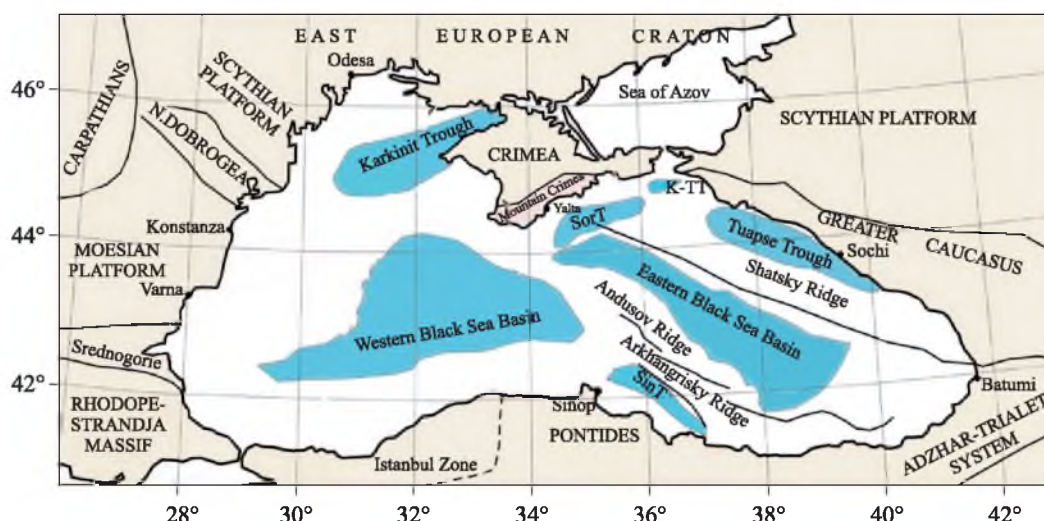 EAST EUROPEAN CRATON
Odesa
46°
SCYTHIAN
PLATFORM
Sea of Azov
CARPATHIANS
N.DOBROGEA
Karkinit Trough
SCYTHIAN PLATFORM
CRIMEA
Mountain Crimea
Yalta
K-TT
SorT
Konstanza
44°
Tuapse Trough
GREATER
CAUCASUS
Sochi
MOESIAN
PLATFORM
Varna
Shatsky Ridge
Eastern Black Sea Basin
Western Black Sea Basin
Andusov Ridge
Arkhangrisky Ridge
Srednogorie
42°
SinT
Sinop
Batumi
RHODOPE-
STRANDJA
MASSIF
PONTIDES
Istanbul Zone
ADZHAR-TRIALET
SYSTEM
28° 30° 32° 34° 36° 38° 40° 42°